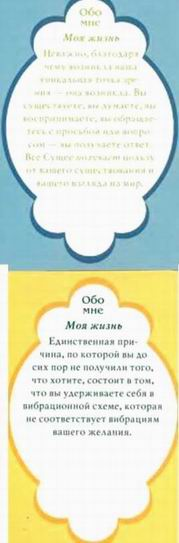 Обо
мне
Моя жизнь
Неважно, благодаря
чему возникла ваша
уникальная точка зре-
ния — она возникла. Вы
существуете, вы думаете, вы
воспринимаете, вы обращае-
тесь с просьбой или вопро-
сом — вы получаете ответ.
Все Сущее получает пользу
от вашего существования и
вашего взгляда на мир.
Обо
мне
Моя жизнь
Единственная при-
чина, по которой вы до
сих пор не получили того,
что хотите, состоит в том,
что вы удерживаете себя в
вибрационной схеме, которая
не соответствует вибрациям
вашего желания.